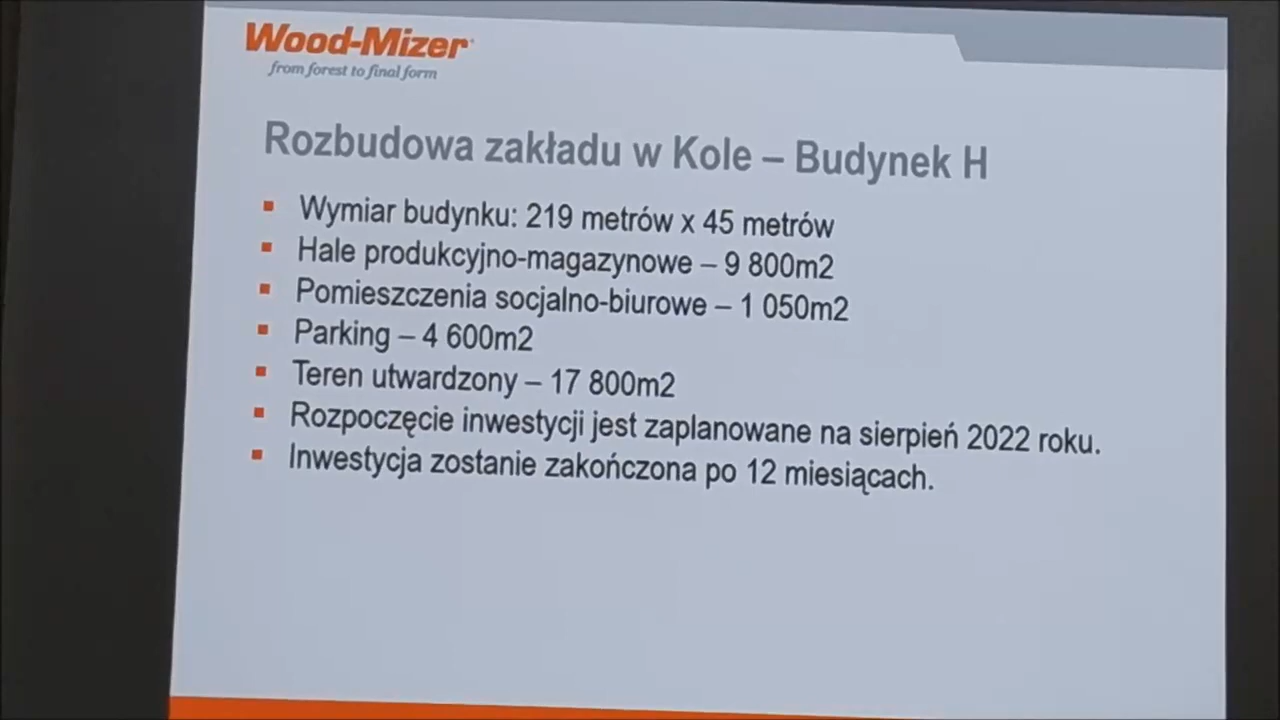 Wood-Mizer
from forest to final form
Rozbudowa zakładu w Kole – Budynek H
▪ Wymiar budynku: 219 metrów x 45 metrów
▪ Hale produkcyjno-magazynowe – 9 800m2
▪ Pomieszczenia socjalno-biurowe – 1 050m2
▪ Parking – 4 600m2
▪ Teren utwardzony – 17 800m2
▪ Rozpoczęcie inwestycji jest zaplanowane na sierpień 2022 roku.
▪ Inwestycja zostanie zakończona po 12 miesiącach.